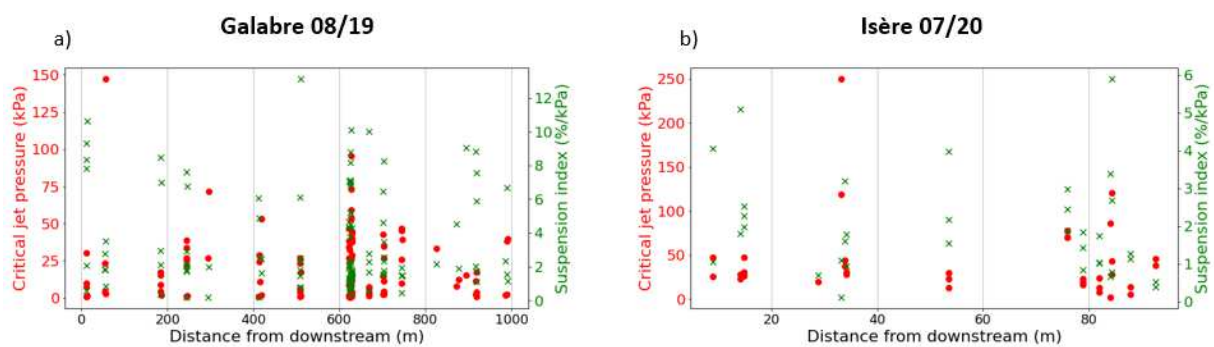 Galabre 08/19
a)
150
125
100
75
50
25
0
Critical jet pressure (kPa)
12
10
8
6
4
2
0
Suspension index (%/kPa)
0 200 400 600 800 1000
Distance from downstream (m)
Isère 07/20
b)
250
200
150
100
50
0
Critical jet pressure (kPa)
6
5
4
3
2
1
0
Suspension index (%/kPa)
20 40 60 80
Distance from downstream (m)